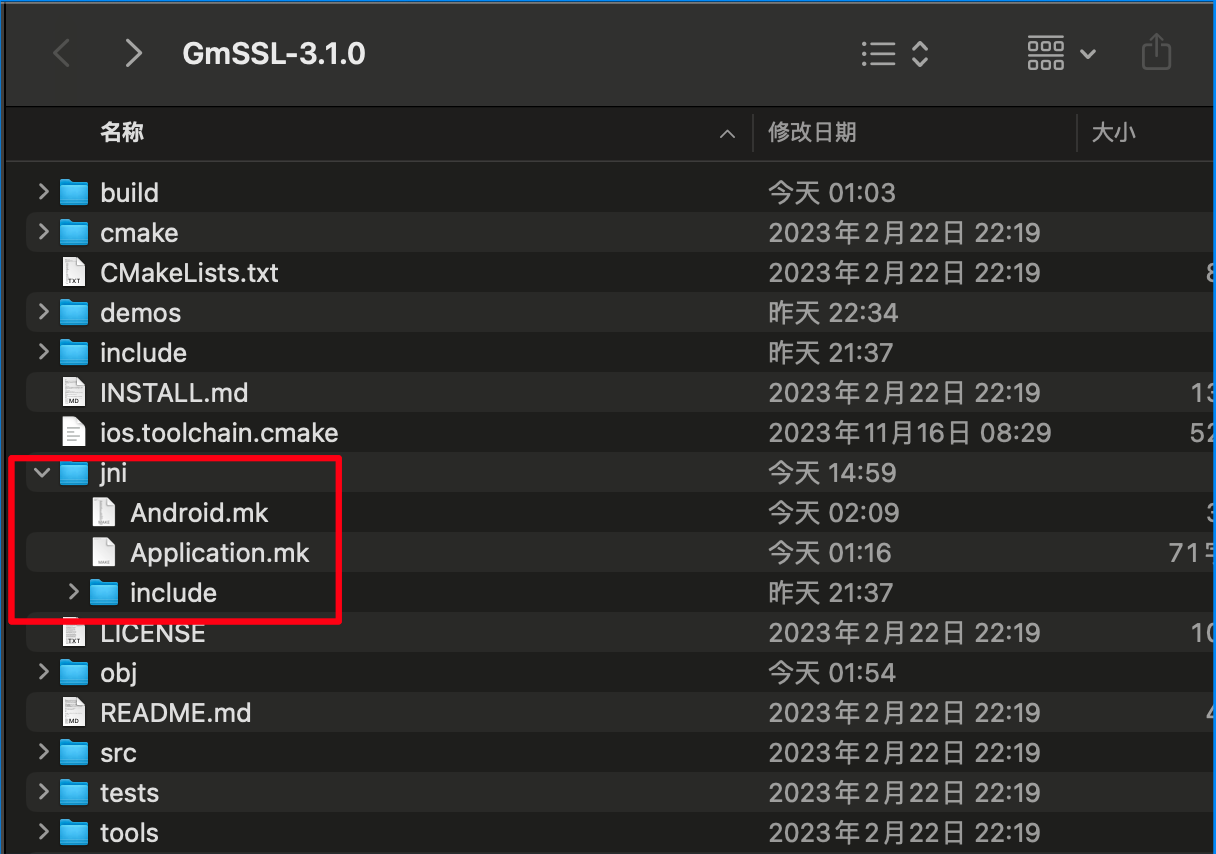 GmSSL-3.1.0
名称 修改日期 大小
build 今天 01:03
cmake 2023年2月22日 22:19
CMakeLists.txt 2023年2月22日 22:19
demos 昨天 22:34
include 昨天 21:37
INSTALL.md 2023年2月22日 22:19 13
ios.toolchain.cmake 2023年11月16日 08:29 52
jni 今天 14:59
Android.mk 今天 02:09
Application.mk 今天 01:16 71
include 昨天 21:37
LICENSE 2023年2月22日 22:19 10
obj 今天 01:54
README.md 2023年2月22日 22:19
src 2023年2月22日 22:19
tests 2023年2月22日 22:19
tools 2023年2月22日 22:19